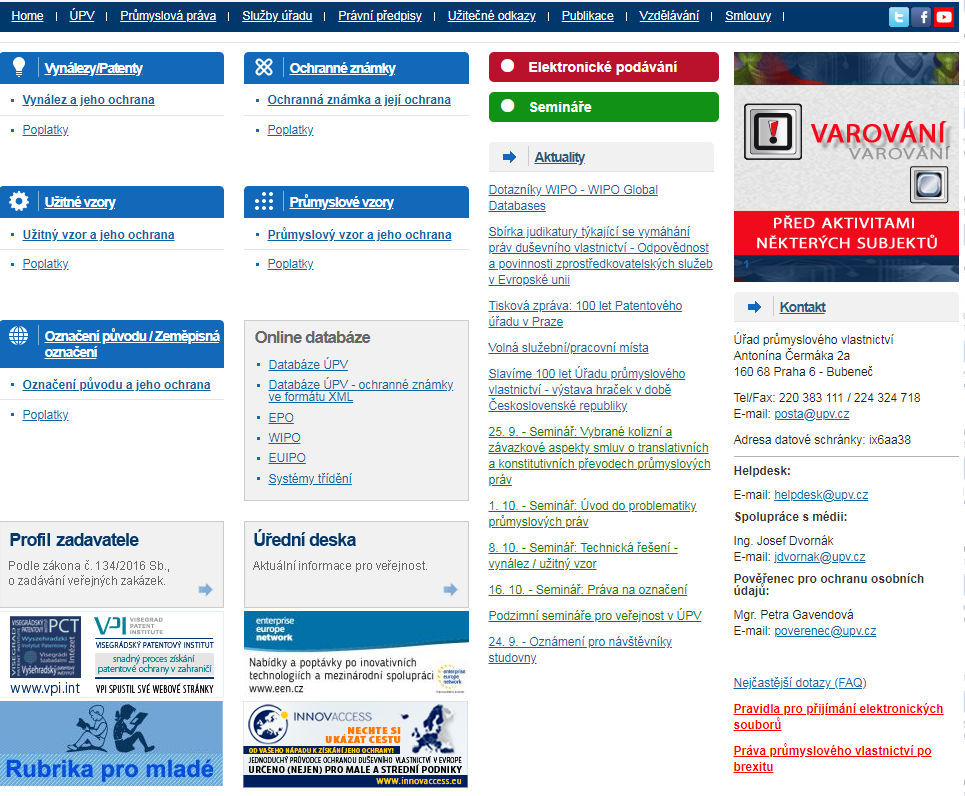 Home | ÚPV | Průmyslová práva | Služby úřadu | Právní předpisy | Užitečné odkazy | Publikace | Vzdělávání | Smlouvy |
Vynálezy/Patenty
Vynález a jeho ochrana
Poplatky
Ochranné známky
Ochranná známka a její ochrana
Poplatky
Užitné vzory
Užitný vzor a jeho ochrana
Poplatky
Průmyslové vzory
Průmyslový vzor a jeho ochrana
Poplatky
Označení původu / Zeměpisná
označení
Označení původu a jeho ochrana
Poplatky
Online databáze
Databáze ÚPV
Databáze ÚPV - ochranné známky
ve formátu XML
EPO
WIPO
EUIPO
Systémy třídění
Profil zadavatele
Podle zákona č. 134/2016 Sb.,
o zadávání veřejných zakázek.
Úřední deska
Aktuální informace pro veřejnost.
PCT
www.vpi.int
VPI VISEGRAD
PATENT
INSTITUTE
VISEGRÁDSKÝ PATENTOVÝ INSTITUT
snadný proces získání
patentové ochrany v zahraničí
VPI SPUSTIL SVÉ WEBOVÉ STRÁNKY
enterprise
europe
network
Nabídky a poptávky po inovativních
technologiích a mezinárodní spolupráci
www.een.cz
enterprise
europe
network
Rubrika pro mladé
INNOVACCESS
NECHTE SI
UKÁZAT CESTU
OD VAŠEHO NÁPADU K ZÍSKÁNÍ JEHO OCHRANY!
JEDNODUCHÝ PRŮVODCE OCHRANOU DUŠEVNÍHO VLASTNICTVÍ V EVROPĚ
URČENO (NEJEN) PRO MALÉ A STŘEDNÍ PODNIKY
www.innovaccess.eu
Elektronické podávání
Semináře
Aktuality
Dotazníky WIPO - WIPO Global
Databases
Sbírka judikatury týkající se vymáhání
práv duševního vlastnictví - Odpovědnost
a povinnosti zprostředkovatelských služeb
v Evropské unii
Tisková zpráva: 100 let Patentového
úřadu v Praze
Volná služební/pracovní místa
Slavíme 100 let Úřadu průmyslového
vlastnictví - výstava hraček v době
Československé republiky
25. 9. - Seminář: Vybrané kolizní a
závazkové aspekty smluv o translativních
a konstitutivních převodech průmyslových
práv
1. 10. - Seminář: Úvod do problematiky
průmyslových práv
8. 10. - Seminář: Technická řešení -
vynález / užitný vzor
16. 10. - Seminář: Práva na označení
Podzimní semináře pro veřejnost v ÚPV
24. 9. - Oznámení pro návštěvníky
studovny
VAROVÁNÍ
VAROVÁNÍ
PŘED AKTIVITAMI
NĚKTERÝCH SUBJEKTŮ
1
Kontakt
Úřad průmyslového vlastnictví
Antonína Čermáka 2a
160 68 Praha 6 - Bubeneč
Tel/Fax: 220 383 111 / 224 324 718
E-mail: posta@upv.cz
Adresa datové schránky: ix6aa38
Helpdesk:
E-mail: helpdesk@upv.cz
Spolupráce s médii:
Ing. Josef Dvornák
E-mail: jdvornak@upv.cz
Pověřenec pro ochranu osobních
údajů:
Mgr. Petra Gavendová
E-mail: poverenec@upv.cz
Nejčastější dotazy (FAQ)
Pravidla pro přijímání elektronických
souborů
Práva průmyslového vlastnictví po
brexitu